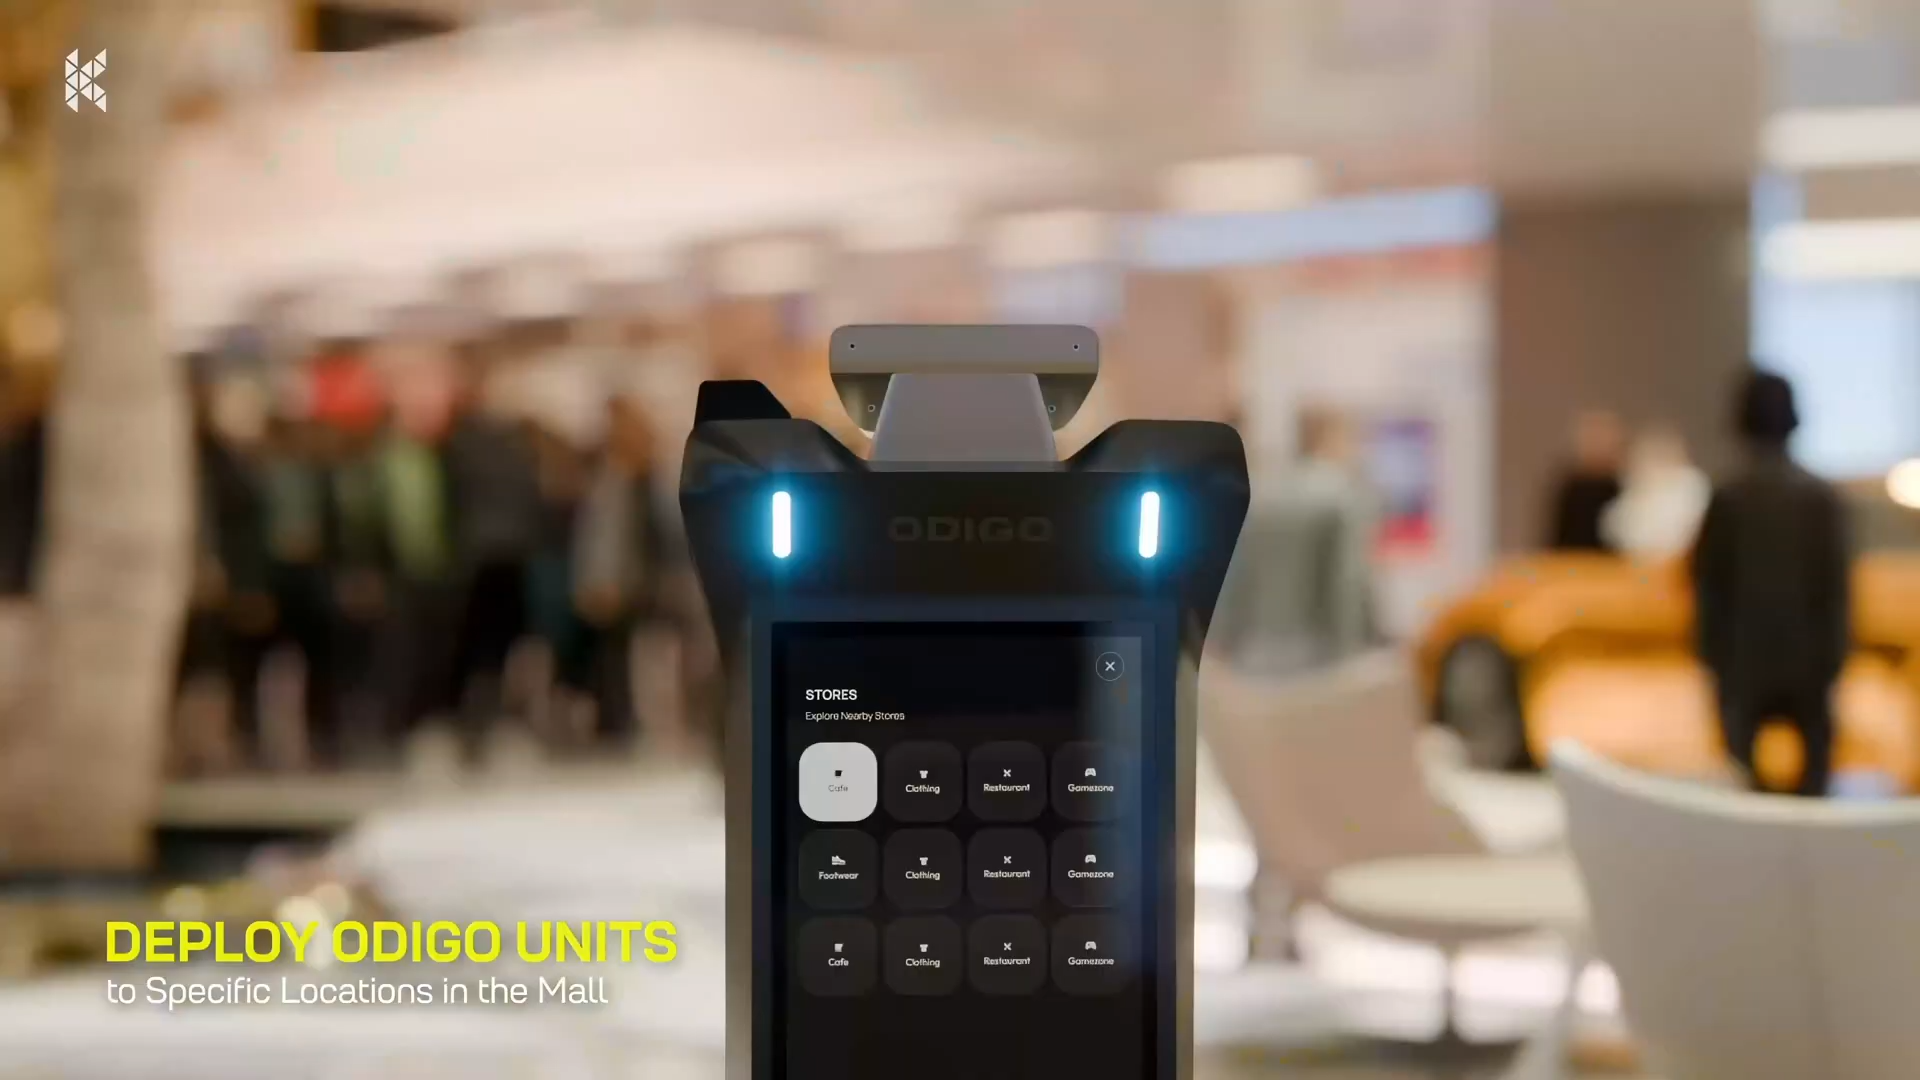 ODIGO
STORES
Explore Nearby Stores
Cafe Clothing Restaurant Gamezone
Footwear Clothing Restaurant Gamezone
Cafe Clothing Restaurant Gamezone
DEPLOY ODIGO UNITS
to Specific Locations in the Mall